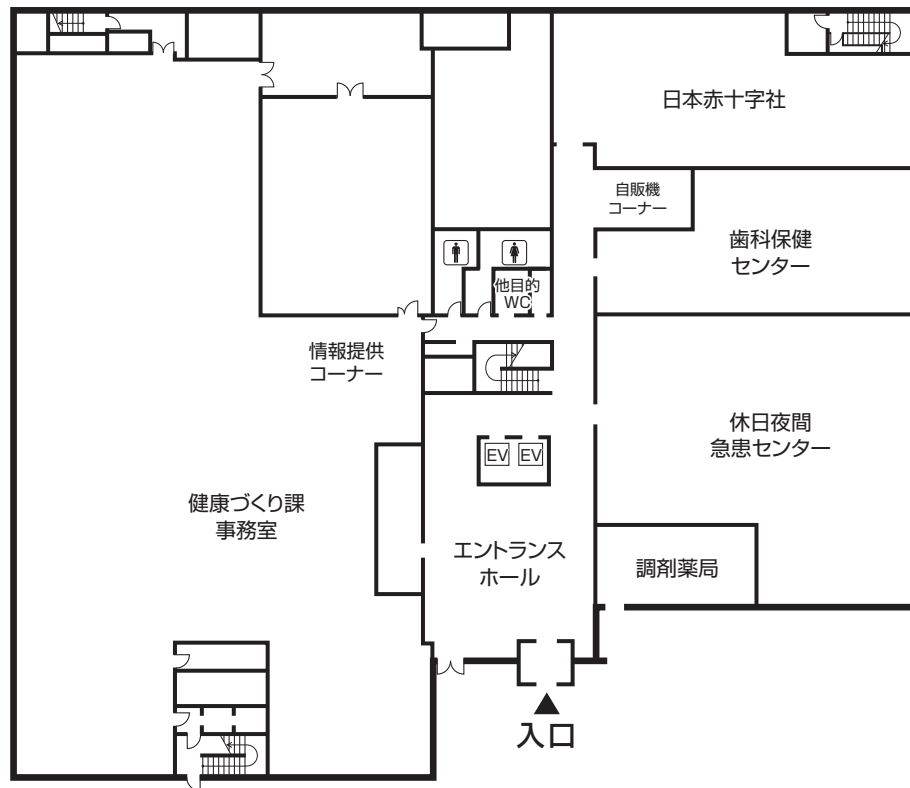 日本赤十字社
自販機
コーナー
歯科保健
センター
他目的
WC
情報提供
コーナー
休日夜間
急患センター
EV
EV
健康づくり課
事務室
エントランス
ホール
調剤薬局
入口